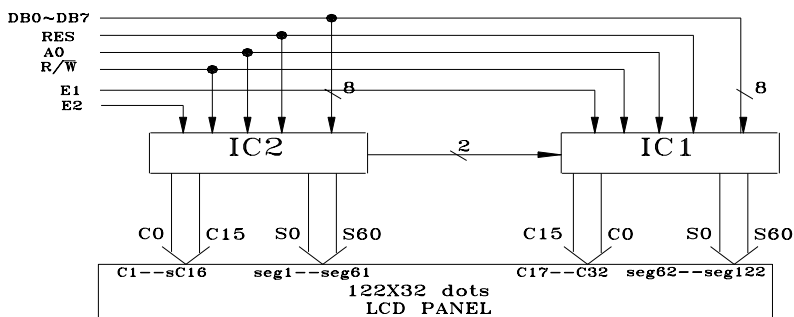 DB0~DB7
RES
A0
R/W̅
E1
E2
8
8
IC2
2
IC1
C0 C15 S0 S60 C15 C0 S0 S60
C1--sC16 seg1--seg61 C17--C32 seg62--seg122
122X32 dots
LCD PANEL